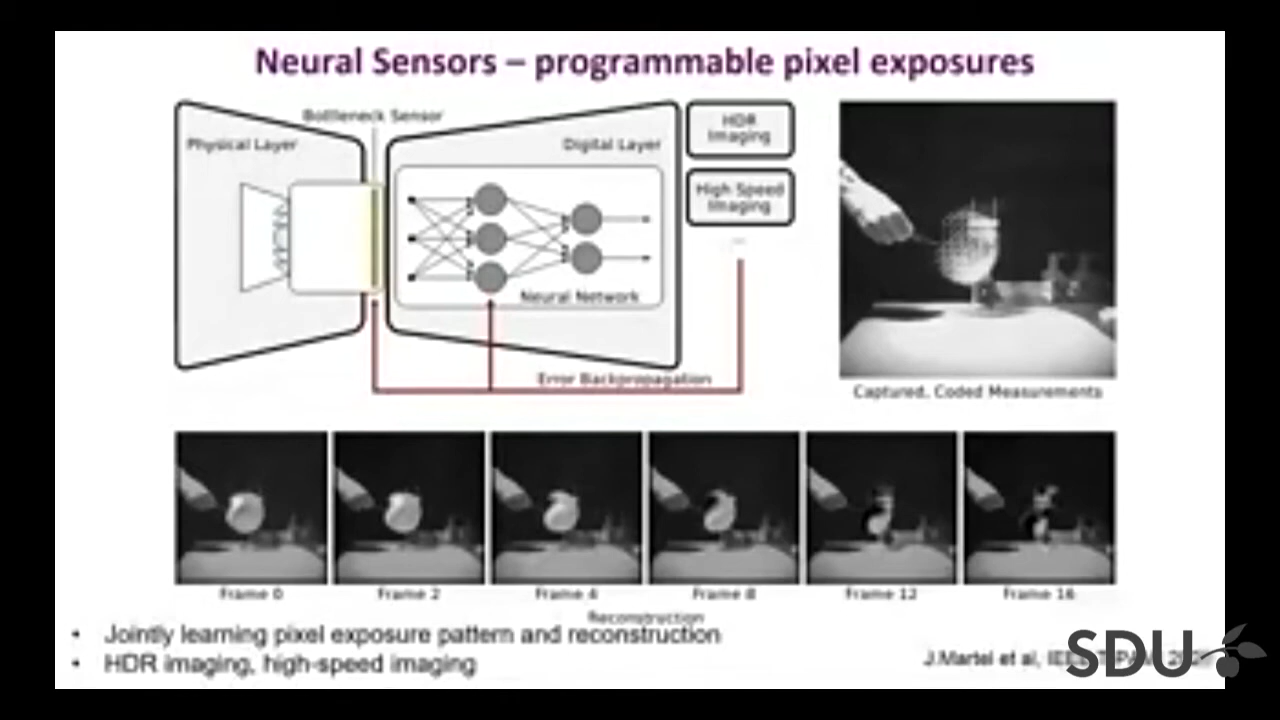 Neural Sensors – programmable pixel exposures
Bottleneck Sensor
Physical Layer
Digital Layer
HDR
Imaging
High Speed
Imaging
...
Neural Network
Error Backpropagation
Captured, Coded Measurements
Frame 0
Frame 2
Frame 4
Frame 8
Frame 12
Frame 16
Reconstruction
• Jointly learning pixel exposure pattern and reconstruction
• HDR imaging, high-speed imaging
J.Martel et al,
SDU